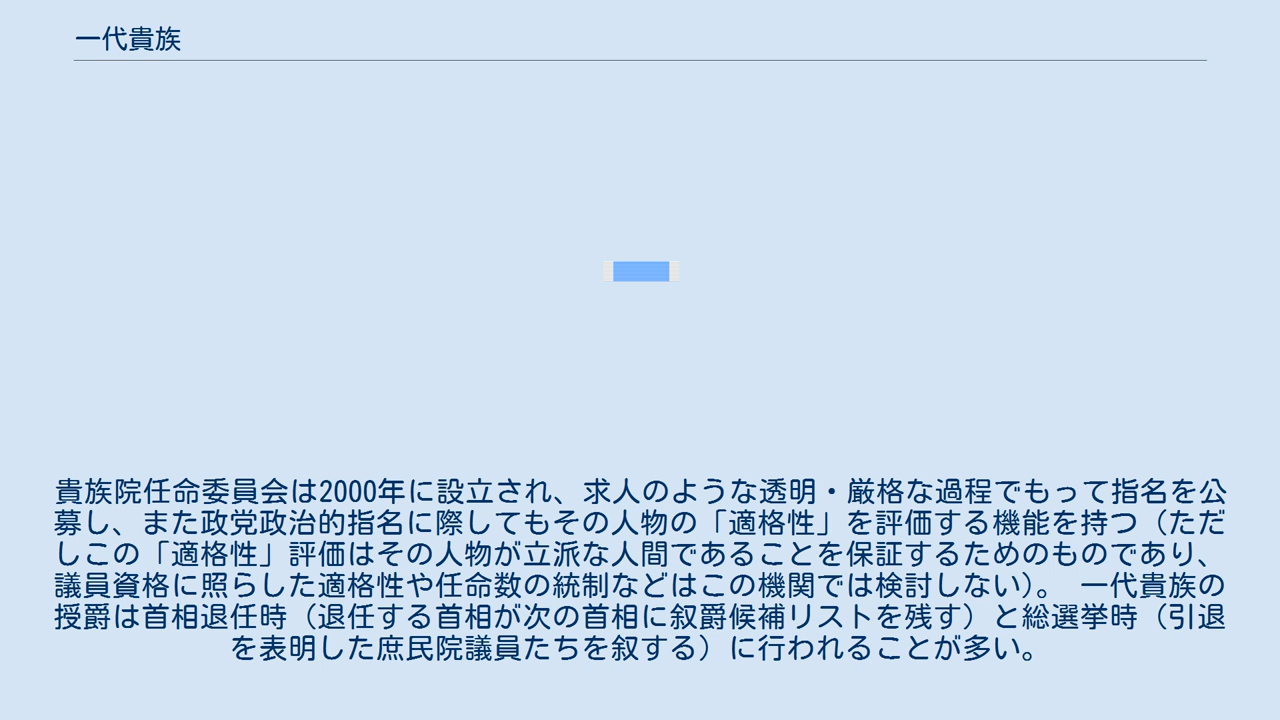 一代貴族
貴族院任命委員会は2000年に設立され、求人のような透明・厳格な過程でもって指名を公
募し、また政党政治的指名に際してもその人物の「適格性」を評価する機能を持つ（ただ
しこの「適格性」評価はその人物が立派な人間であることを保証するためのものであり、
議員資格に照らした適格性や任命数の統制などはこの機関では検討しない）。 一代貴族の
授爵は首相退任時（退任する首相が次の首相に叙爵候補リストを残す）と総選挙時（引退
を表明した庶民院議員たちを叙する）に行われることが多い。